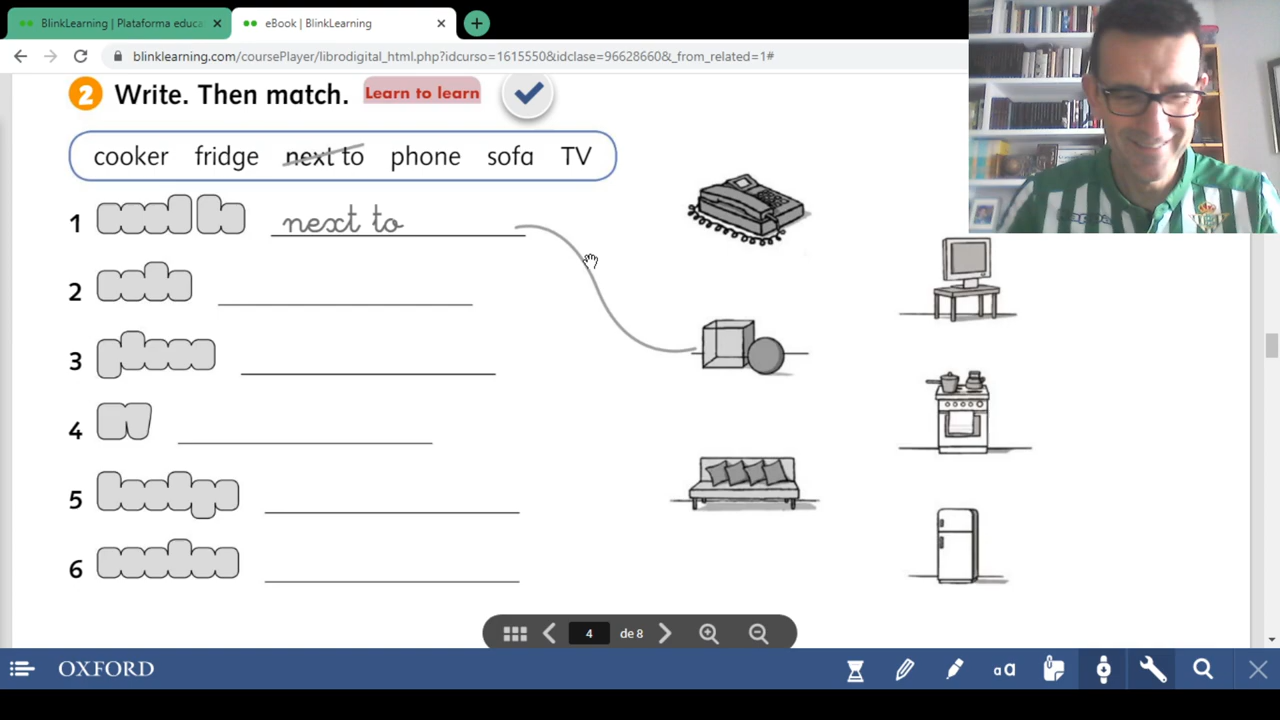 BlinkLearning | Plataforma educa
eBook | BlinkLearning
blinklearning.com/coursePlayer/librodigital_html.php?idcurso=1615550&idclase=96628660&_from_related=1#
2 Write. Then match. Learn to learn
cooker fridge next to phone sofa TV
1 next to
2
3
4
5
6
4 de 8
OXFORD
aa